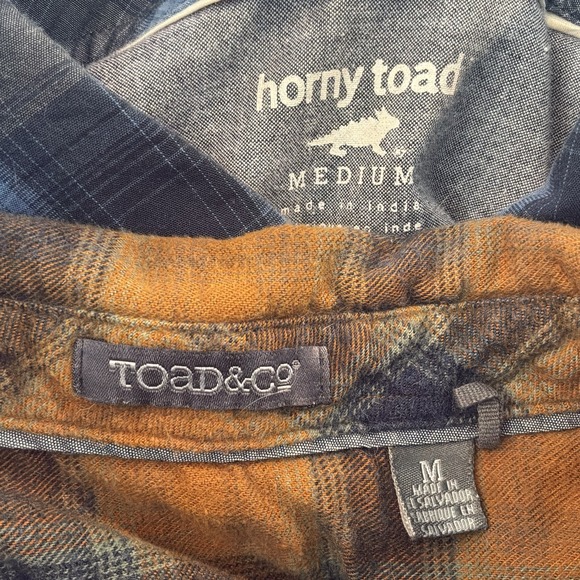 horny toad
MEDIUM
made in india
TOaD&Co®
M
MADE IN
EL SALVADOR
FABRIQUE EN
SALVADOR